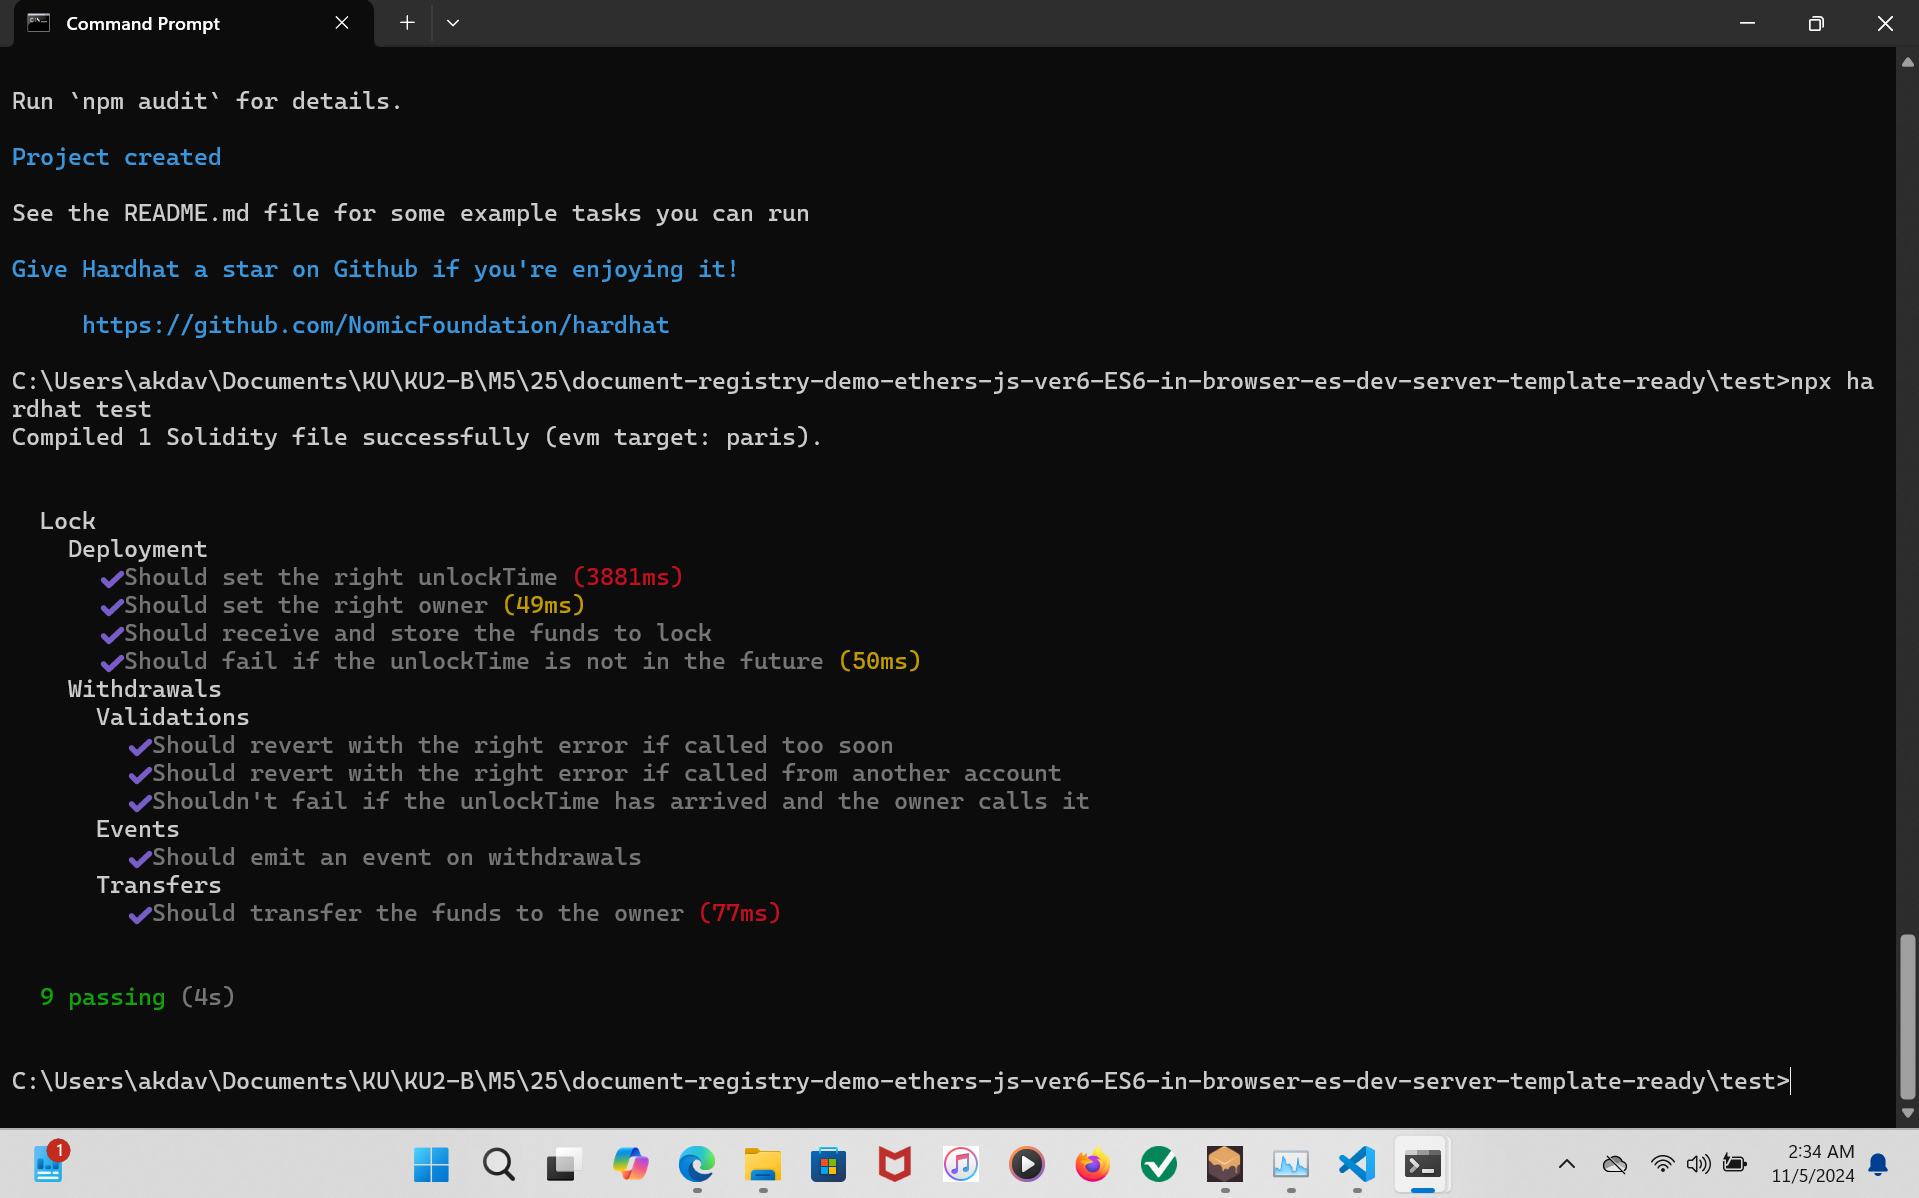 Command Prompt
Run `npm audit` for details.
Project created
See the README.md file for some example tasks you can run
Give Hardhat a star on Github if you're enjoying it!
https://github.com/NomicFoundation/hardhat
C:\Users\akdav\Documents\KU\KU2-B\M5\25\document-registry-demo-ethers-js-ver6-ES6-in-browser-es-dev-server-template-ready\test>npx ha
rdhat test
Compiled 1 Solidity file successfully (evm target: paris).
Lock
Deployment
✔Should set the right unlockTime (3881ms)
✔Should set the right owner (49ms)
✔Should receive and store the funds to lock
✔Should fail if the unlockTime is not in the future (50ms)
Withdrawals
Validations
✔Should revert with the right error if called too soon
✔Should revert with the right error if called from another account
✔Shouldn't fail if the unlockTime has arrived and the owner calls it
Events
✔Should emit an event on withdrawals
Transfers
✔Should transfer the funds to the owner (77ms)
9 passing (4s)
C:\Users\akdav\Documents\KU\KU2-B\M5\25\document-registry-demo-ethers-js-ver6-ES6-in-browser-es-dev-server-template-ready\test>
1
2:34 AM
11/5/2024